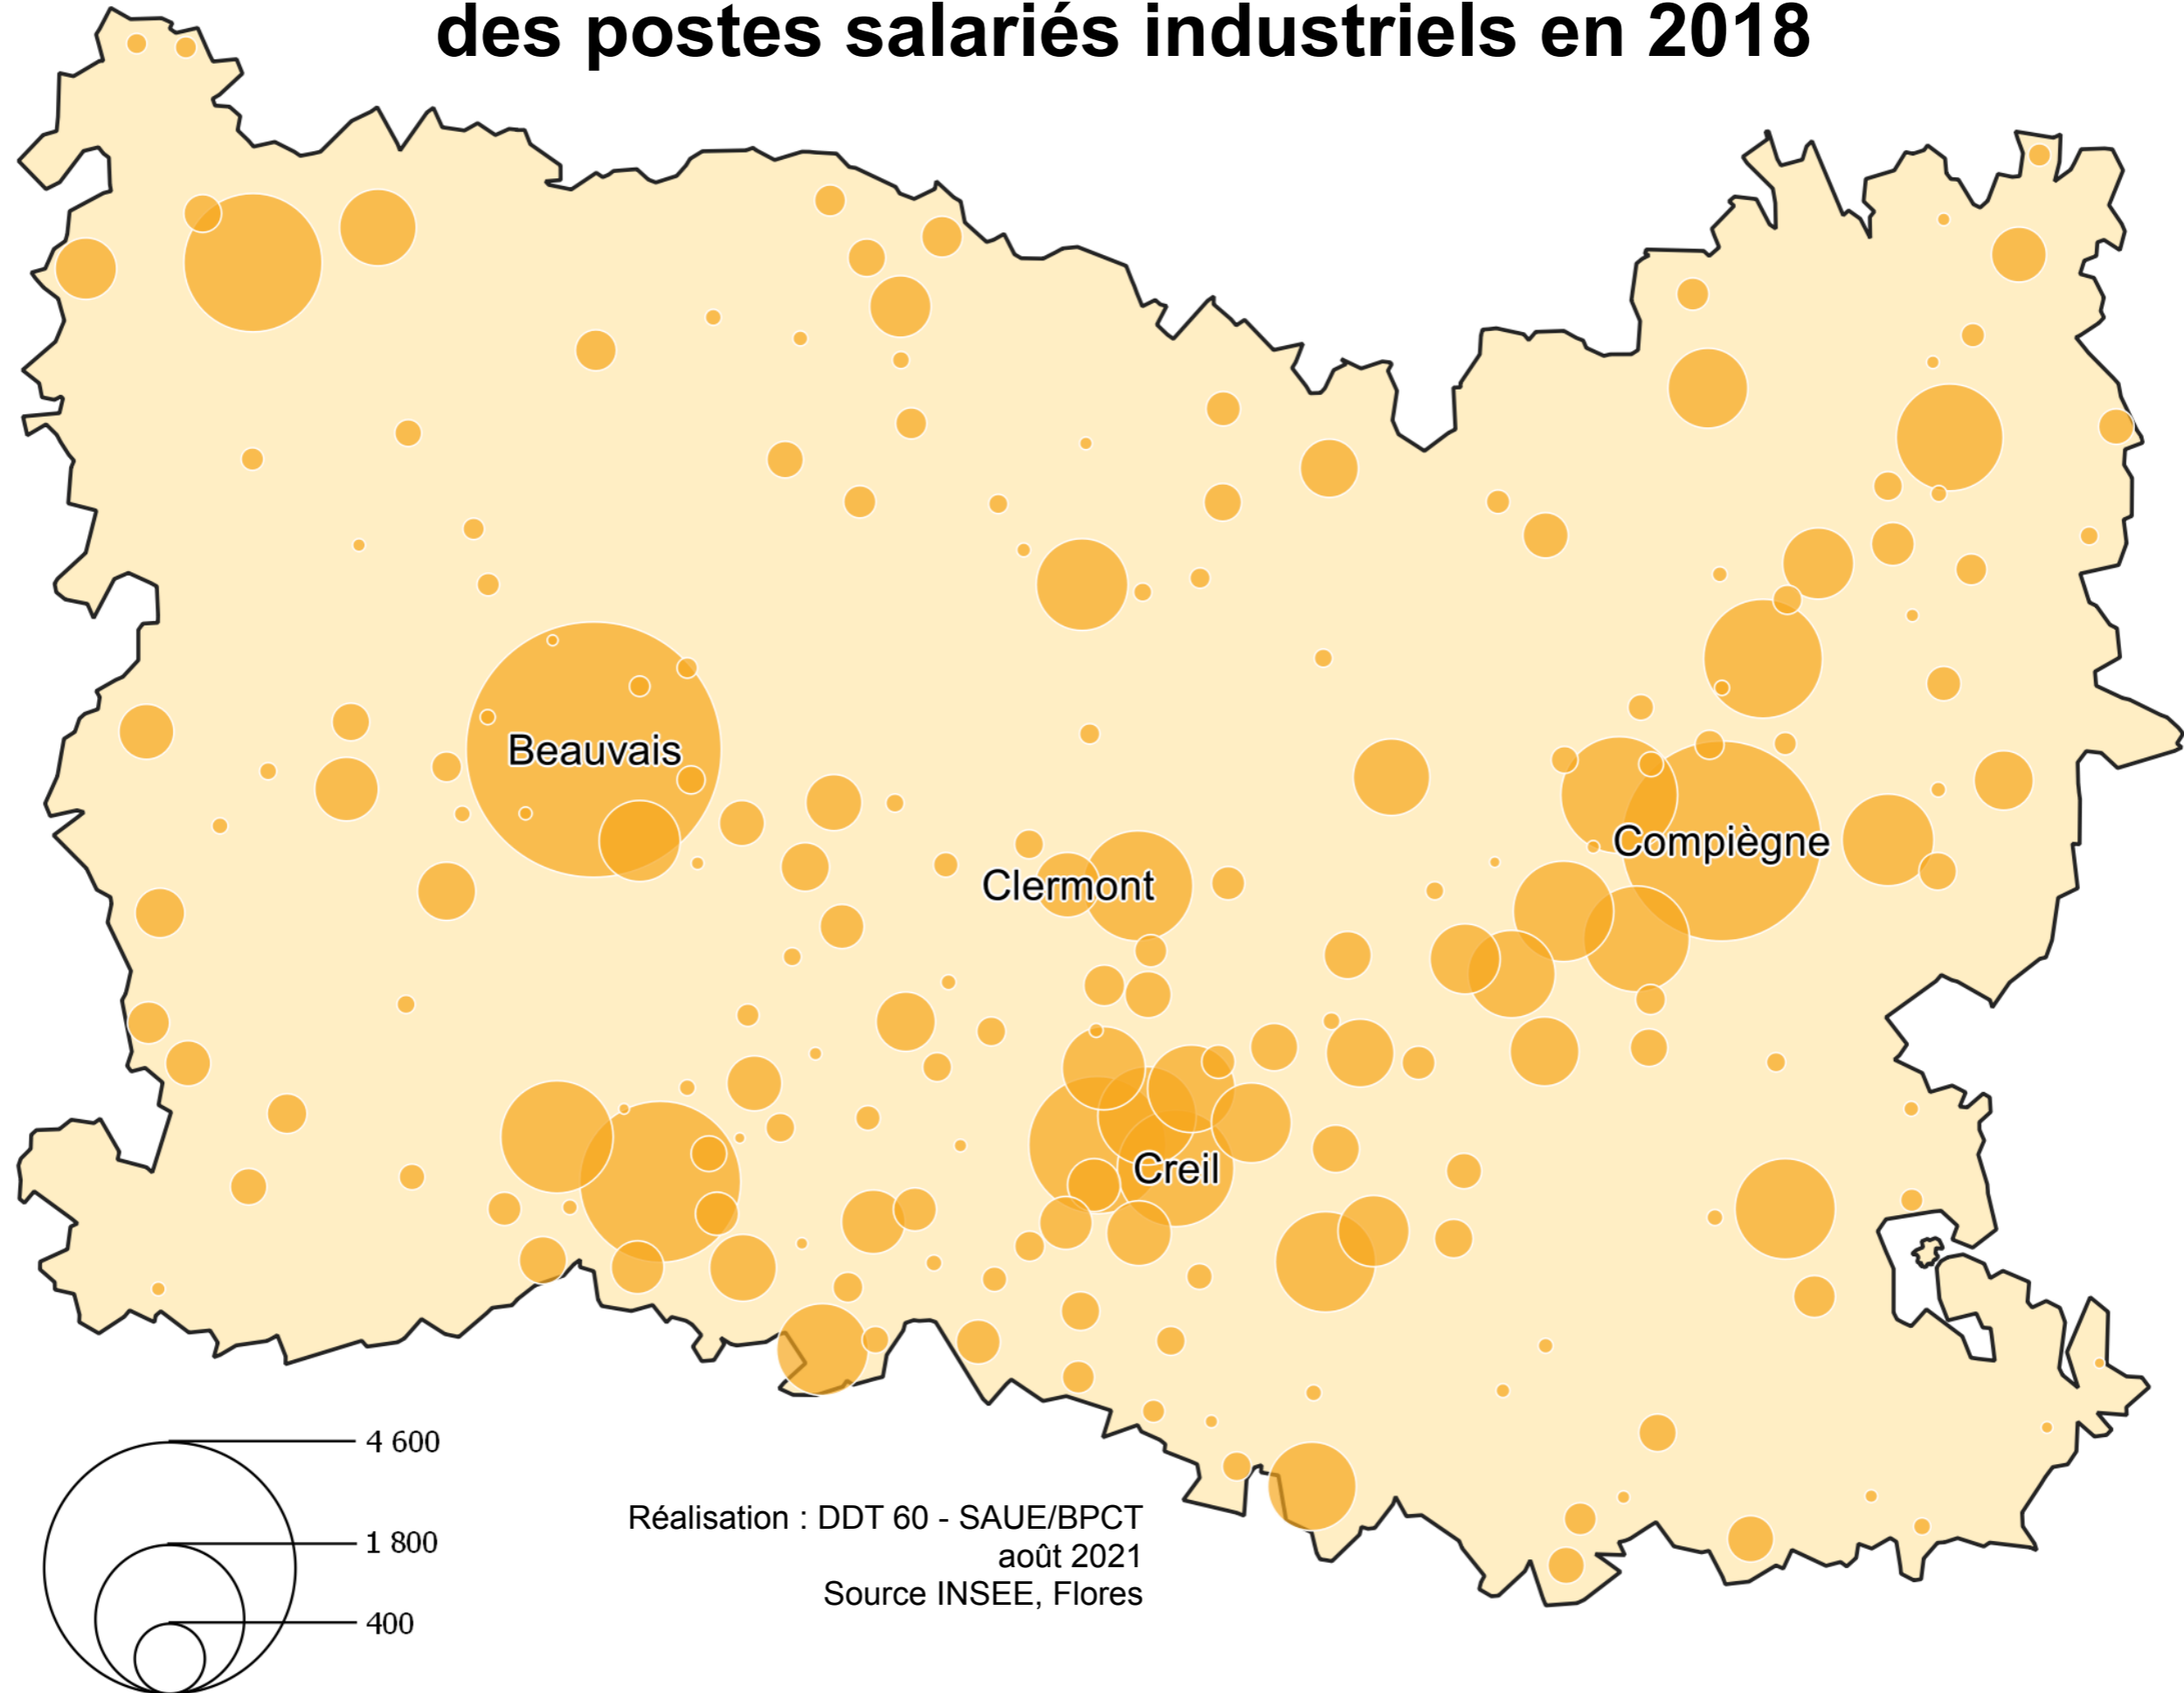 des postes salariés industriels en 2018
Beauvais
Compiègne
Clermont
Creil
4 600
1 800
400
Réalisation : DDT 60 - SAUE/BPCT
août 2021
Source INSEE, Flores